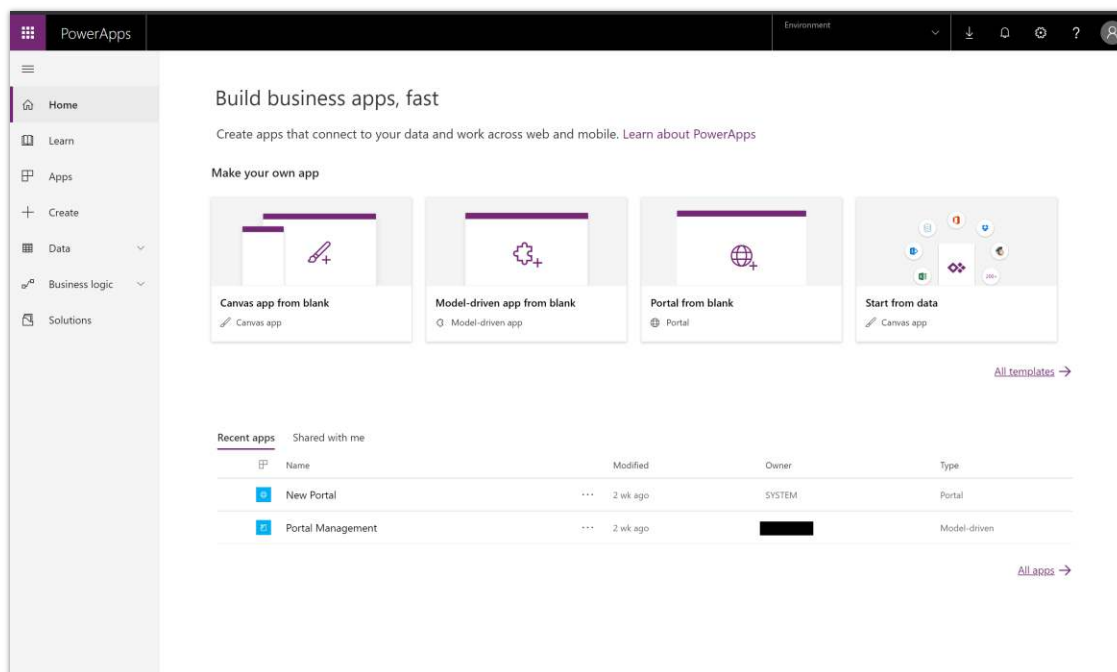 PowerApps
Environment
?
Home
Learn
Apps
Create
Data
Business logic
Solutions
Build business apps, fast
Create apps that connect to your data and work across web and mobile. Learn about PowerApps
Make your own app
Canvas app from blank
Canvas app
Model-driven app from blank
Model-driven app
Portal from blank
Portal
200+
Start from data
Canvas app
All templates
Recent apps Shared with me
Name Modified Owner Type
New Portal ... 2 wk ago SYSTEM Portal
Portal Management ... 2 wk ago Model-driven
All apps